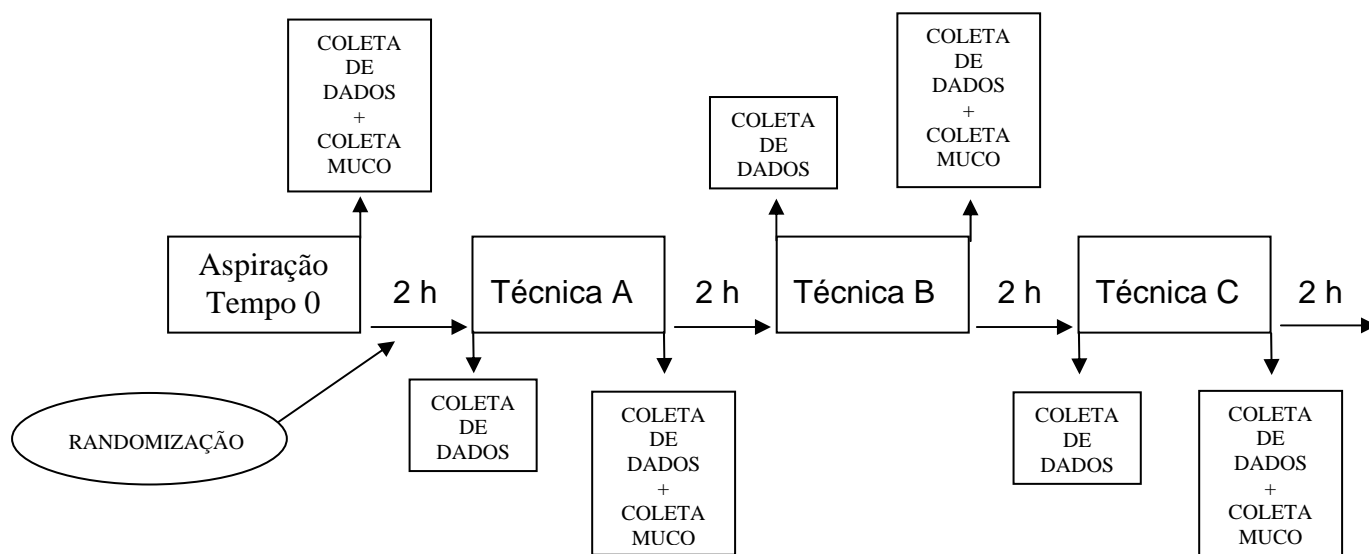 COLETA
DE
DADOS
+
COLETA
MUCO
COLETA
DE
DADOS
COLETA
DE
DADOS
+
COLETA
MUCO
Aspiração
Tempo 0
2 h
Técnica A
2 h
Técnica B
2 h
Técnica C
2 h
RANDOMIZAÇÃO
COLETA
DE
DADOS
COLETA
DE
DADOS
+
COLETA
MUCO
COLETA
DE
DADOS
COLETA
DE
DADOS
+
COLETA
MUCO